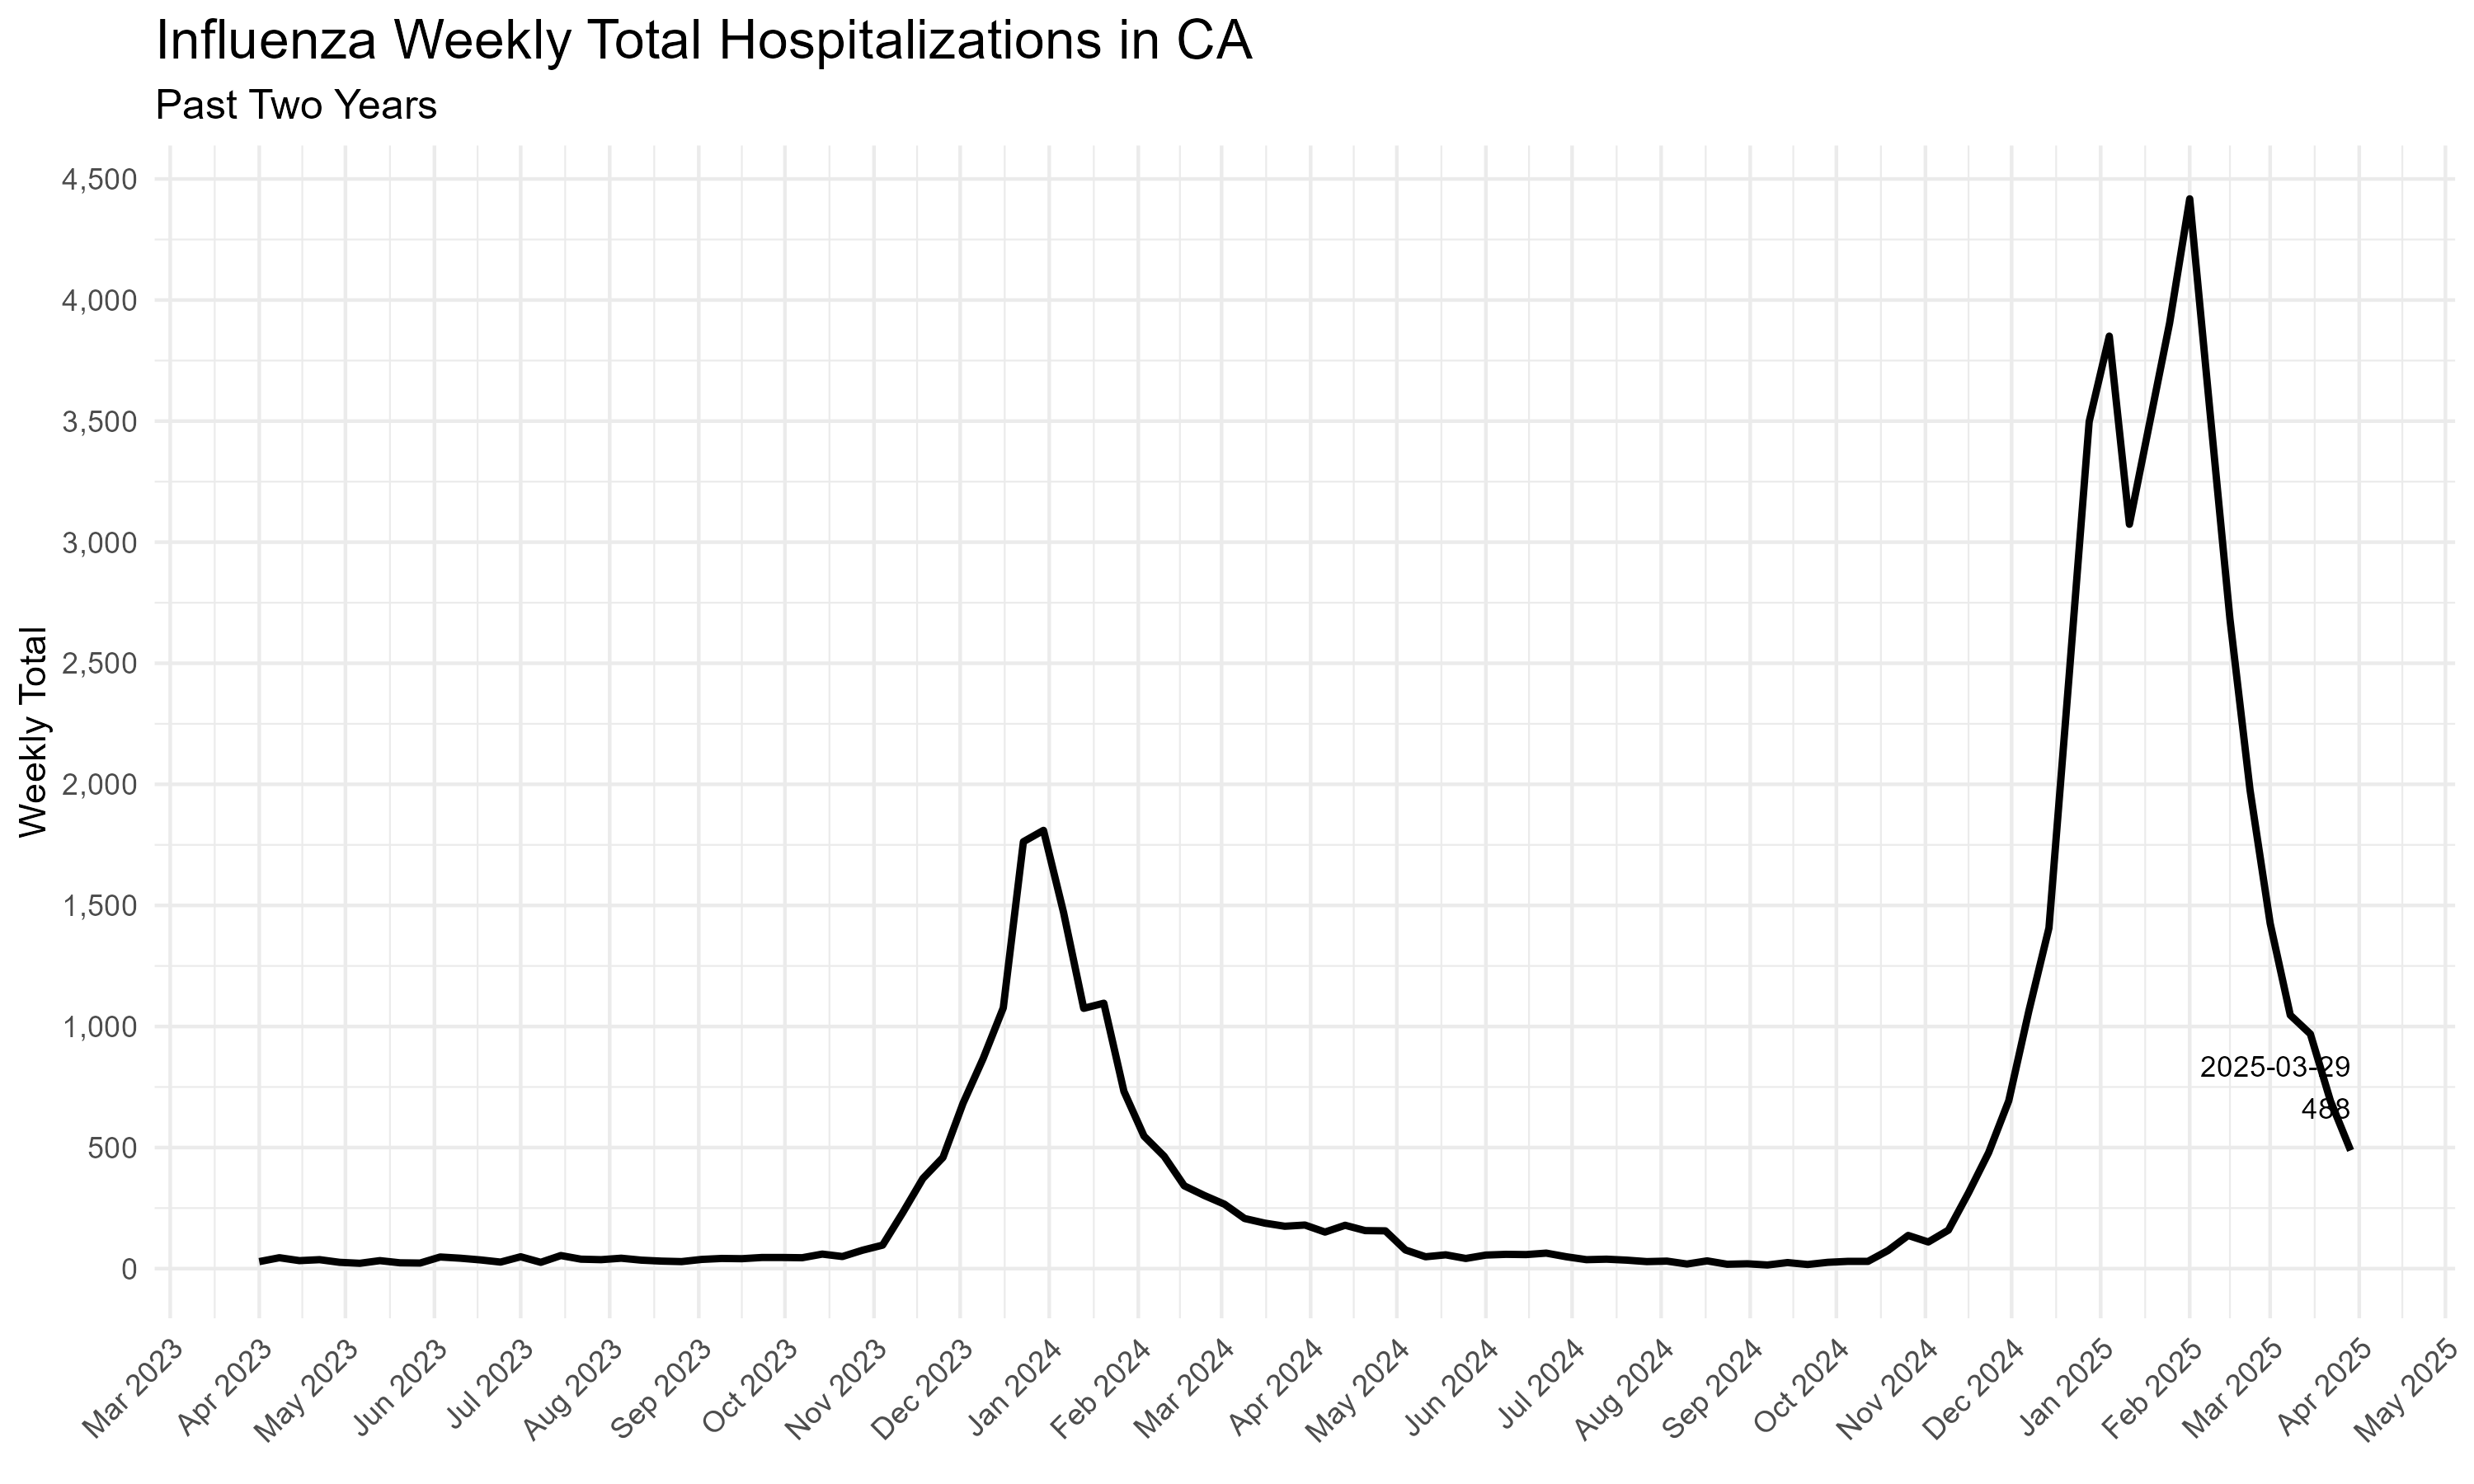 Influenza Weekly Total Hospitalizations in CA
Past Two Years
Weekly Total
4,500
4,000
3,500
3,000
2,500
2,000
1,500
1,000
500
0
2025-03-29
488
Mar 2023
Apr 2023
May 2023
Jun 2023
Jul 2023
Aug 2023
Sep 2023
Oct 2023
Nov 2023
Dec 2023
Jan 2024
Feb 2024
Mar 2024
Apr 2024
May 2024
Jun 2024
Jul 2024
Aug 2024
Sep 2024
Oct 2024
Nov 2024
Dec 2024
Jan 2025
Feb 2025
Mar 2025
Apr 2025
May 2025